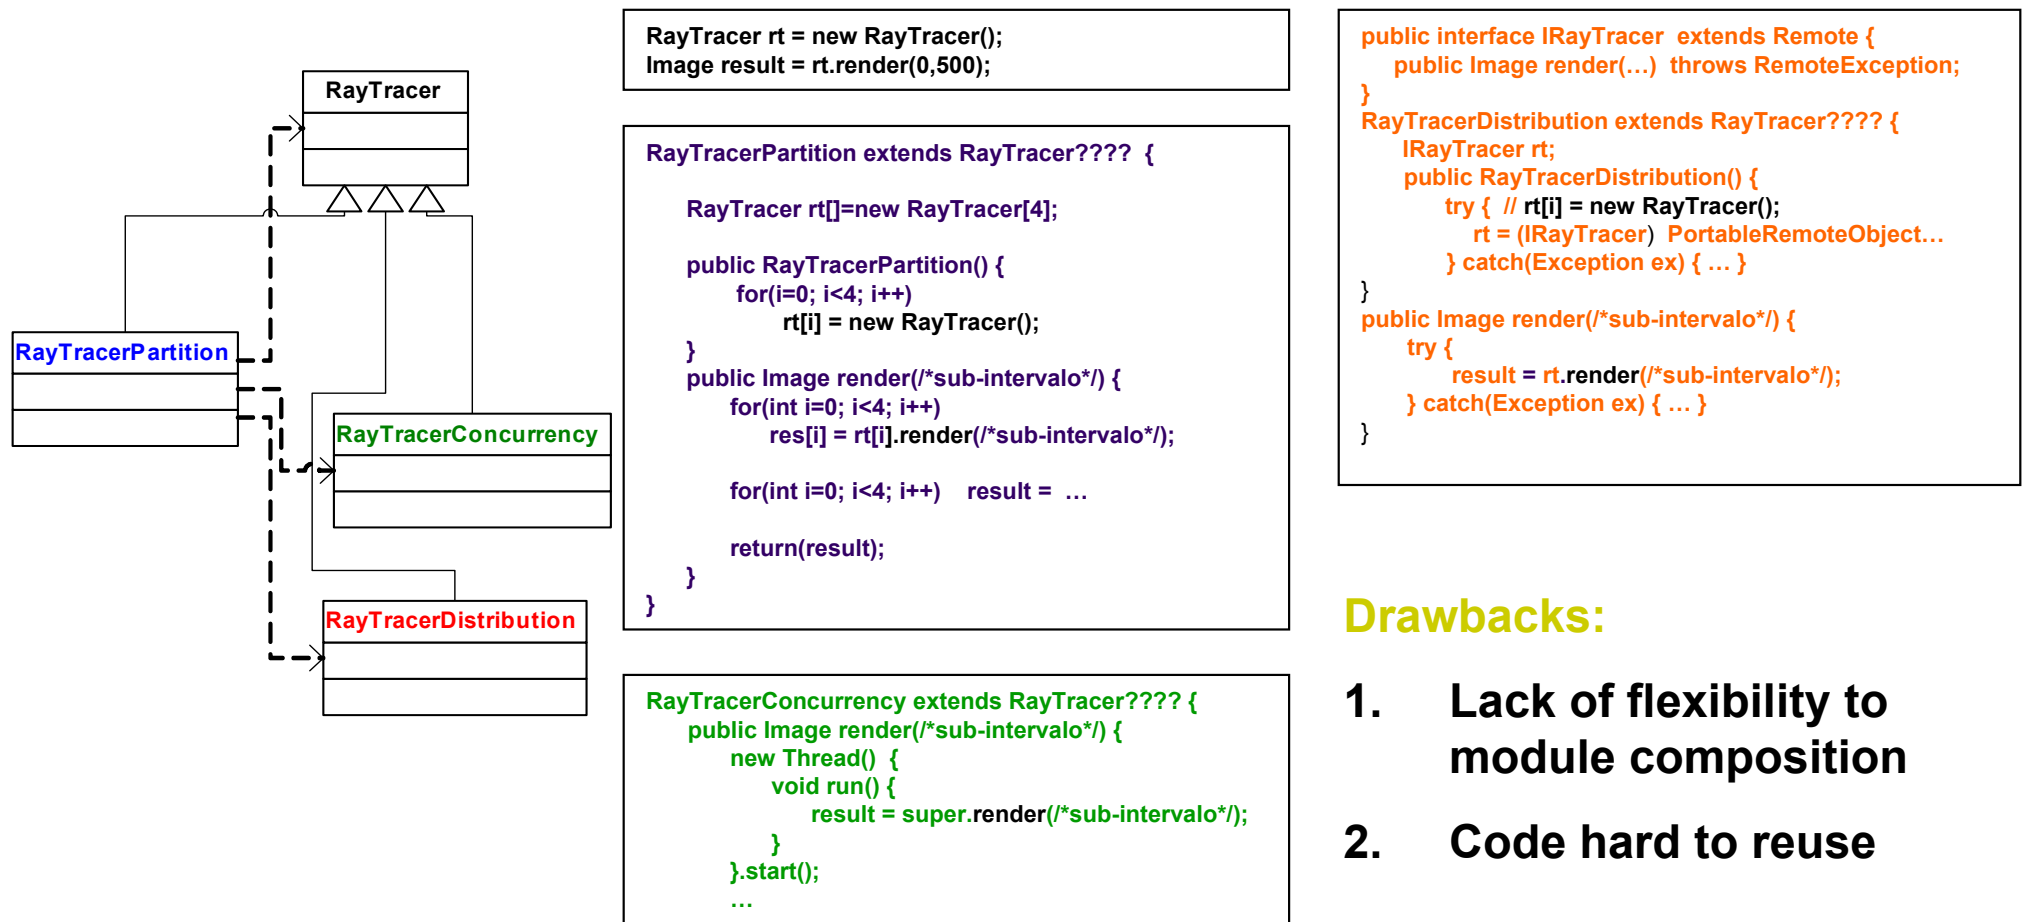 RayTracer
RayTracerPartition
RayTracerConcurrency
RayTracerDistribution
RayTracer rt = new RayTracer();
Image result = rt.render(0,500);
RayTracerPartition extends RayTracer???? {
RayTracer rt[]=new RayTracer[4];
public RayTracerPartition() {
for(i=0; i<4; i++)
rt[i] = new RayTracer();
}
public Image render(/*sub-intervalo*/) {
for(int i=0; i<4; i++)
res[i] = rt[i].render(/*sub-intervalo*/);
for(int i=0; i<4; i++) result = …
return(result);
}
}
RayTracerConcurrency extends RayTracer???? {
public Image render(/*sub-intervalo*/) {
new Thread() {
void run() {
result = super.render(/*sub-intervalo*/);
}
}.start();
…
public interface IRayTracer extends Remote {
public Image render(…) throws RemoteException;
}
RayTracerDistribution extends RayTracer???? {
IRayTracer rt;
public RayTracerDistribution() {
try { // rt[i] = new RayTracer();
rt = (IRayTracer) PortableRemoteObject…
} catch(Exception ex) { … }
}
public Image render(/*sub-intervalo*/) {
try {
result = rt.render(/*sub-intervalo*/);
} catch(Exception ex) { … }
}
Drawbacks:
1. Lack of flexibility to
module composition
2. Code hard to reuse